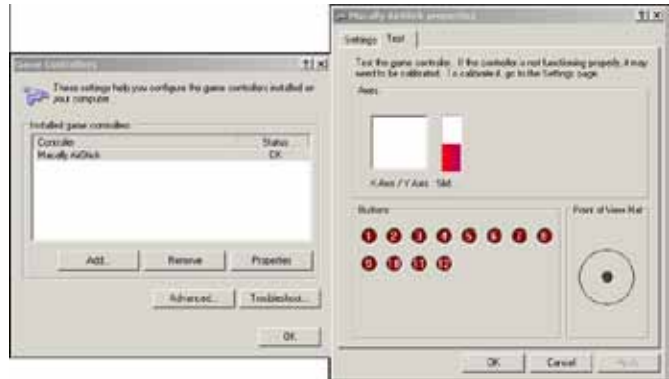 Game Controllers
These settings help you configure the game controllers installed on
your computer.
Installed game controllers
Controller Status
Macally AirStick OK
Add... Remove Properties
Advanced... Troubleshoot...
OK
Macally AirStick properties
Settings Test
Test the game controller. If the controller is not functioning properly, it may
need to be calibrated. To calibrate it, go to the Settings page.
Axes
X Axis / Y Axis
Buttons
1 2 3 4 5 6 7 8
9 10 11 12
Point of View Hat
OK Cancel Apply